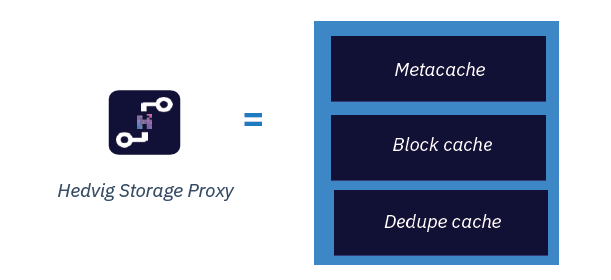 Hedvig Storage Proxy
=
Metacache
Block cache
Dedupe cache